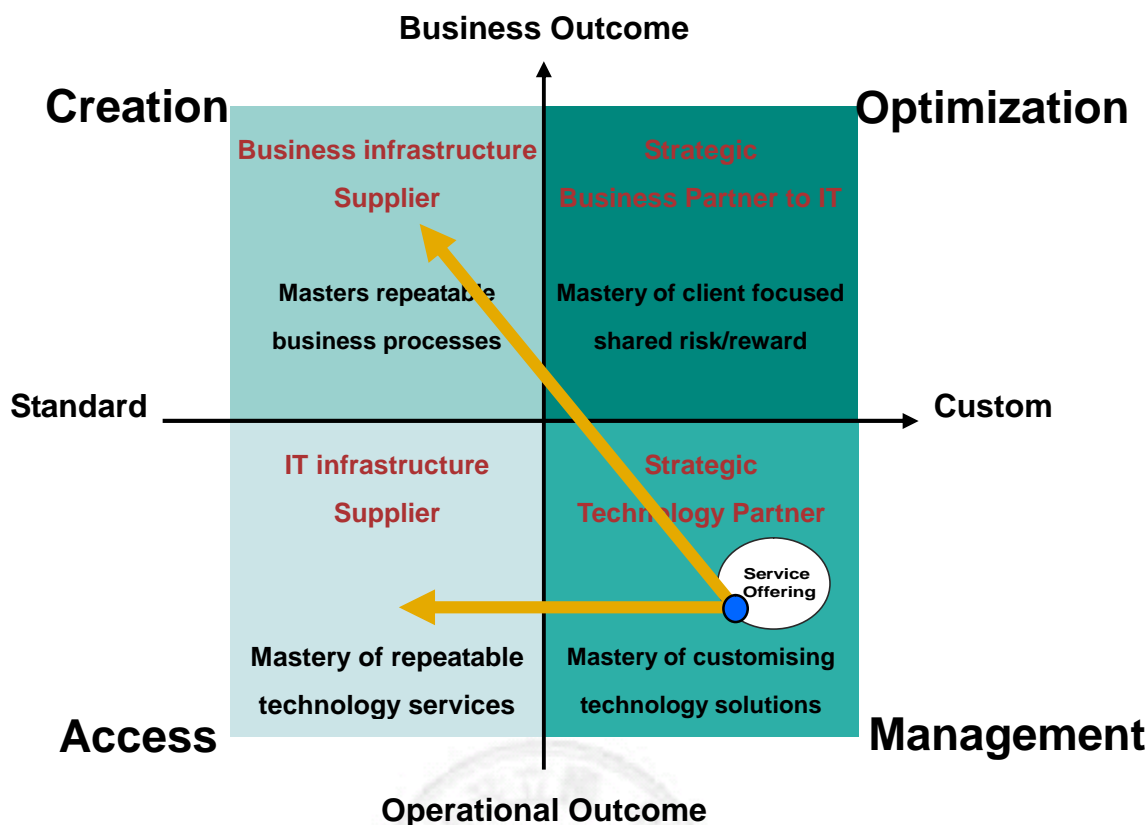 Business Outcome
Creation
Optimization
Business infrastructure
Supplier
Strategic
Business Partner to IT
Masters repeatable
business processes
Mastery of client focused
shared risk/reward
Standard
Custom
IT infrastructure
Supplier
Strategic
Technology Partner
Service
Offering
Mastery of repeatable
technology services
Mastery of customising
technology solutions
Access
Management
Operational Outcome